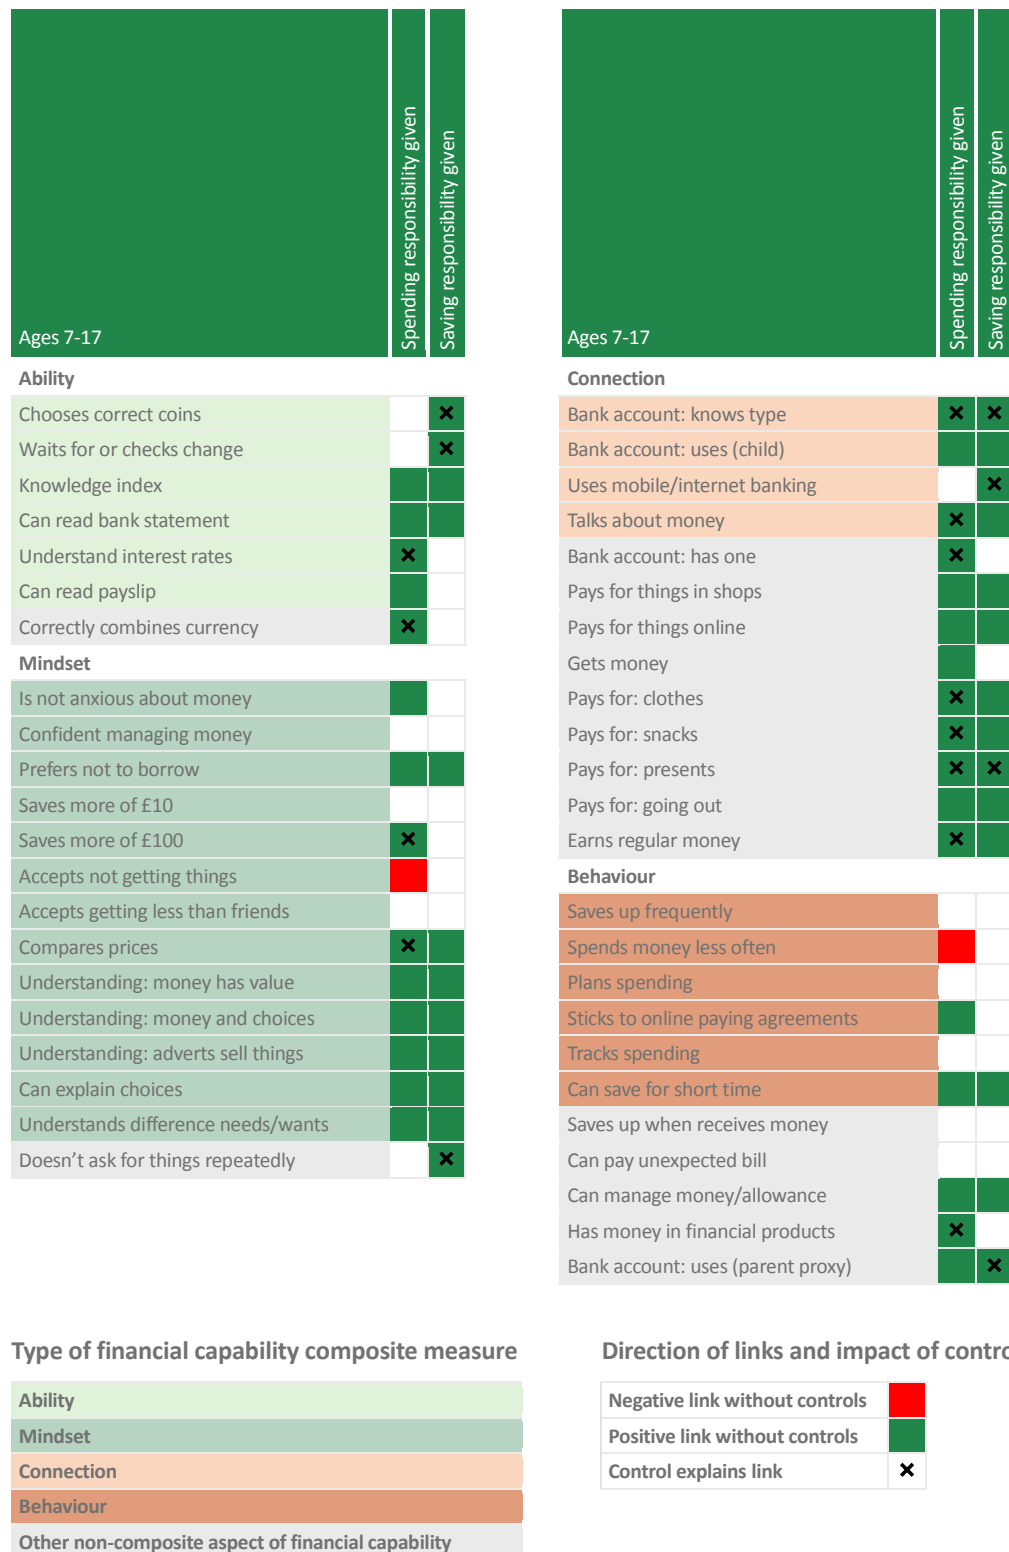 Ages 7-17
Spending responsibility given
Saving responsibility given
Ability
Chooses correct coins
Waits for or checks change
Knowledge index
Can read bank statement
Understand interest rates
Can read payslip
Correctly combines currency
Mindset
Is not anxious about money
Confident managing money
Prefers not to borrow
Saves more of £10
Saves more of £100
Accepts not getting things
Accepts getting less than friends
Compares prices
Understanding: money has value
Understanding: money and choices
Understanding: adverts sell things
Can explain choices
Understands difference needs/wants
Doesn’t ask for things repeatedly
Ages 7-17
Spending responsibility given
Saving responsibility given
Connection
Bank account: knows type
Bank account: uses (child)
Uses mobile/internet banking
Talks about money
Bank account: has one
Pays for things in shops
Pays for things online
Gets money
Pays for: clothes
Pays for: snacks
Pays for: presents
Pays for: going out
Earns regular money
Behaviour
Saves up frequently
Spends money less often
Plans spending
Sticks to online paying agreements
Tracks spending
Can save for short time
Saves up when receives money
Can pay unexpected bill
Can manage money/allowance
Has money in financial products
Bank account: uses (parent proxy)
Type of financial capability composite measure
Ability
Mindset
Connection
Behaviour
Other non-composite aspect of financial capability
Direction of links and impact of contro
Negative link without controls
Positive link without controls
Control explains link